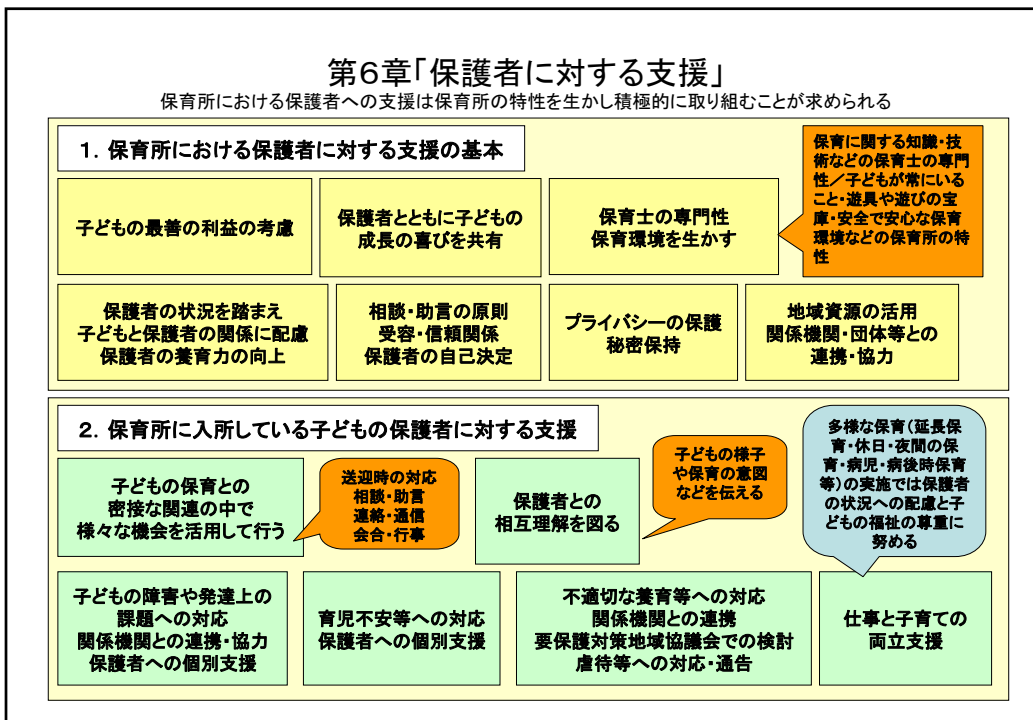 第6章「保護者に対する支援」
保育所における保護者への支援は保育所の特性を生かし積極的に取り組むことが求められる
1. 保育所における保護者に対する支援の基本
子どもの最善の利益の考慮
保護者とともに子どもの
成長の喜びを共有
保育士の専門性
保育環境を生かす
保育に関する知識・技
術などの保育士の専門
性/子どもが常にいる
こと・遊具や遊びの宝
庫・安全で安心な保育
環境などの保育所の特
性
保護者の状況を踏まえ
子どもと保護者の関係に配慮
保護者の養育力の向上
相談・助言の原則
受容・信頼関係
保護者の自己決定
プライバシーの保護
秘密保持
地域資源の活用
関係機関・団体等との
連携・協力
2. 保育所に入所している子どもの保護者に対する支援
子どもの保育との
密接な関連の中で
様々な機会を活用して行う
送迎時の対応
相談・助言
連絡・通信
会合・行事
保護者との
相互理解を図る
子どもの様子
や保育の意図
などを伝える
多様な保育(延長保
育・休日・夜間の保
育・病児・病後時保育
等)の実施では保護者
の状況への配慮と子
どもの福祉の尊重に
努める
子どもの障害や発達上の
課題への対応
関係機関との連携・協力
保護者への個別支援
育児不安等への対応
保護者への個別支援
不適切な養育等への対応
関係機関との連携
要保護対策地域協議会での検討
虐待等への対応・通告
仕事と子育ての
両立支援